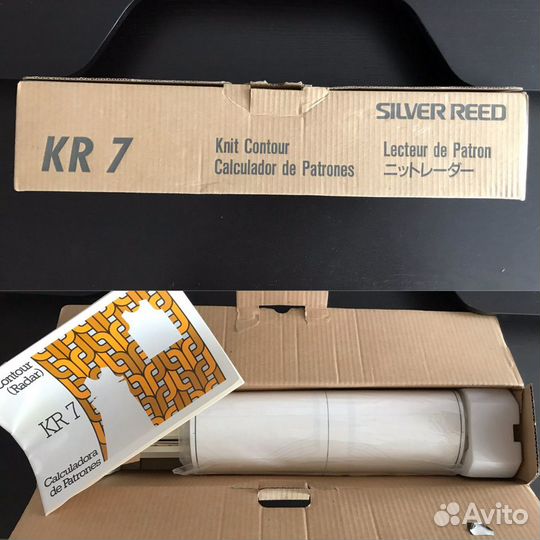 SILVER REED
KR 7
Knit Contour
Calculador de Patrones
Lecteur de Patron
ニットレーダー
Contour
(Radar)
KR 7
Calculadora
de Patrones
Avito